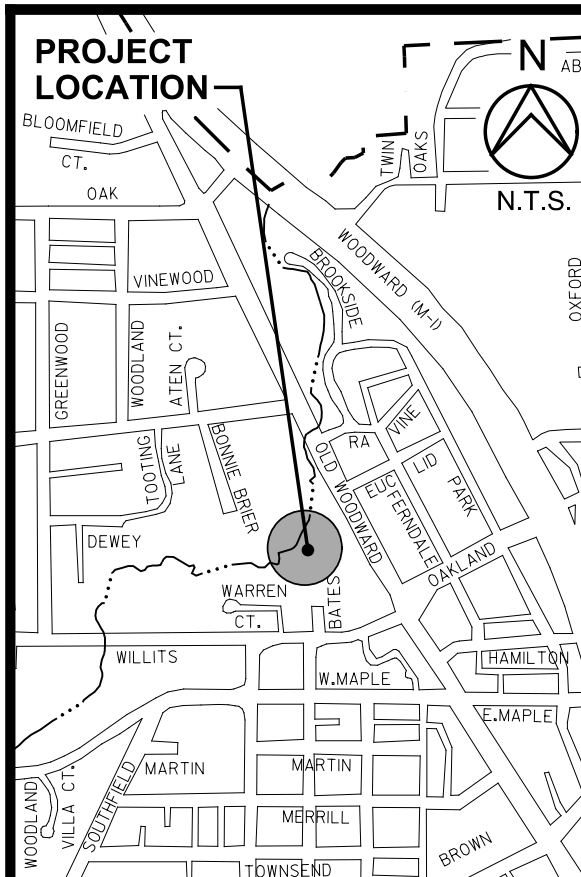 PROJECT
LOCATION
N
AB
BLOOMFIELD
CT.
TWIN
OAKS
OAK
N.T.S.
BROOKSIDE
WOODWARD (M-1)
VINEWOOD
OXFORD
GREENWOOD
WOODLAND
ATEN CT.
TOOTING
LANE
BONNIE BRIER
OLD WOODWARD
RA
VINE
EUC
LID
FERNDALE
PARK
DEWEY
OAKLAND
WARREN
CT.
BATES
WILLITS
HAMILTON
W.MAPLE
E.MAPLE
MARTIN
MARTIN
WOODLAND
VILLA CT.
SOUTHFIELD
MERRILL
BROWN
TOWNSEND